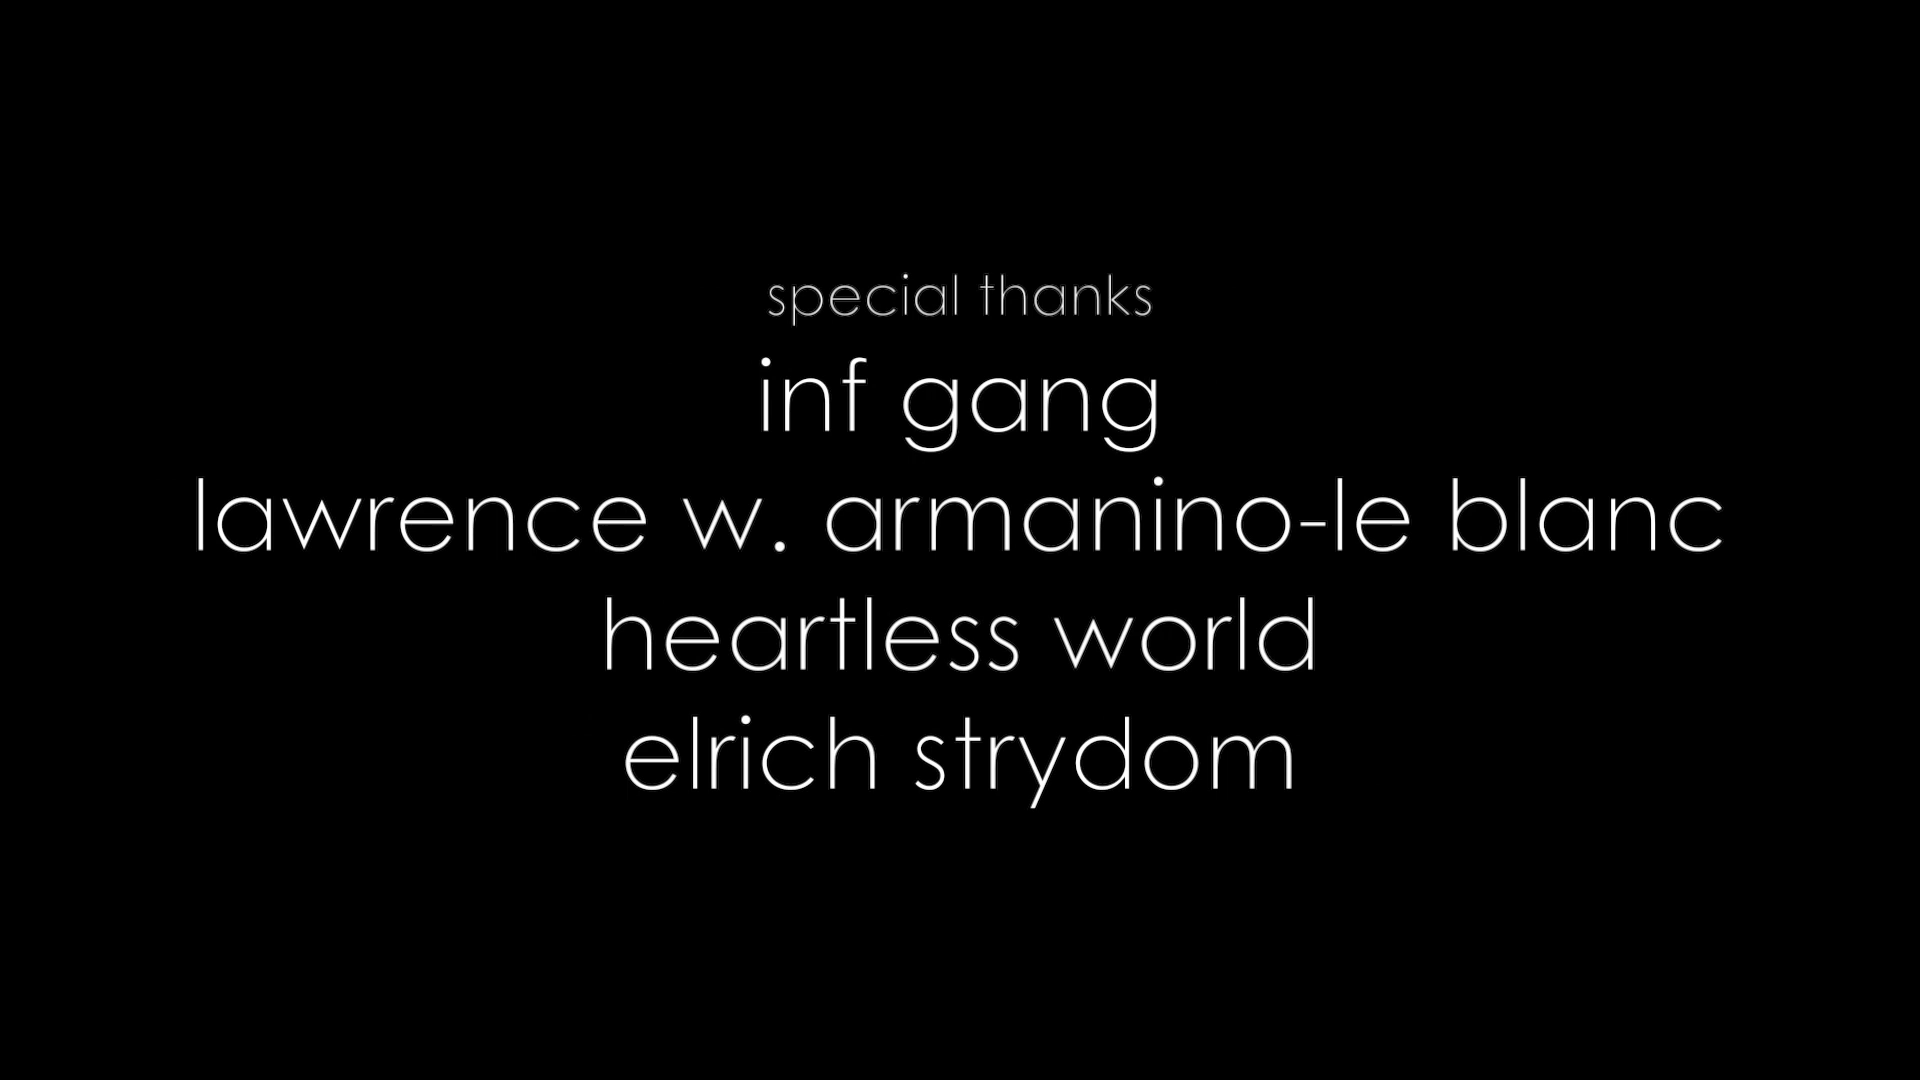 special thanks
inf gang
lawrence w. armanino-le blanc
heartless world
elrich strydom